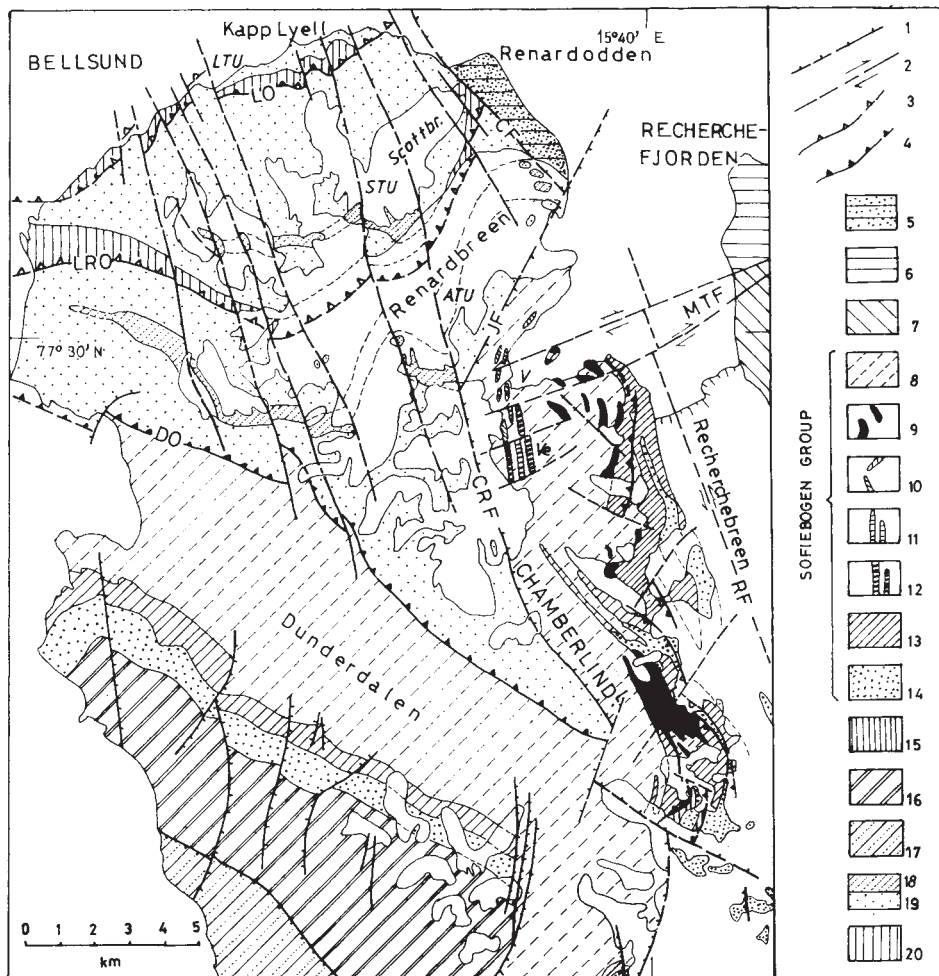 Kapp Lyell
15°40' E
BELLSUND
LTU
Renardodden
LO
CF
RECHERCHE-
FJORDEN
Scottbr.
STU
LRO
Renardbreen
ATU
JF
MTF
77° 30' N
V
DO
Ve
CRF
Recherchebreen
RF
CHAMBERLIND.
Dunderdalen
0 1 2 3 4 5
km
1
2
3
4
5
6
7
8
9
10
11
12
13
14
15
16
17
18
19
20
SOFIEBOGEN GROUP